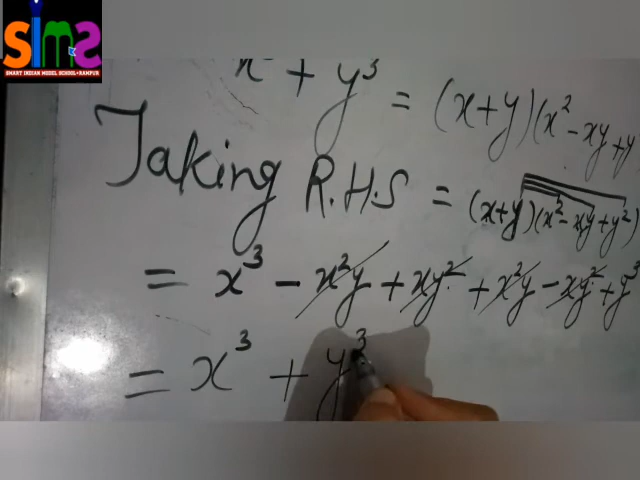 SimS
SMART INDIAN MODEL SCHOOL•RAMPUR
x³ + y³ = (x+y)(x² - xy + y
Taking R.H.S = (x+y)(x² - xy + y²)
= x³ - x²y + xy² + x²y - xy² + y³
= x³ + y³